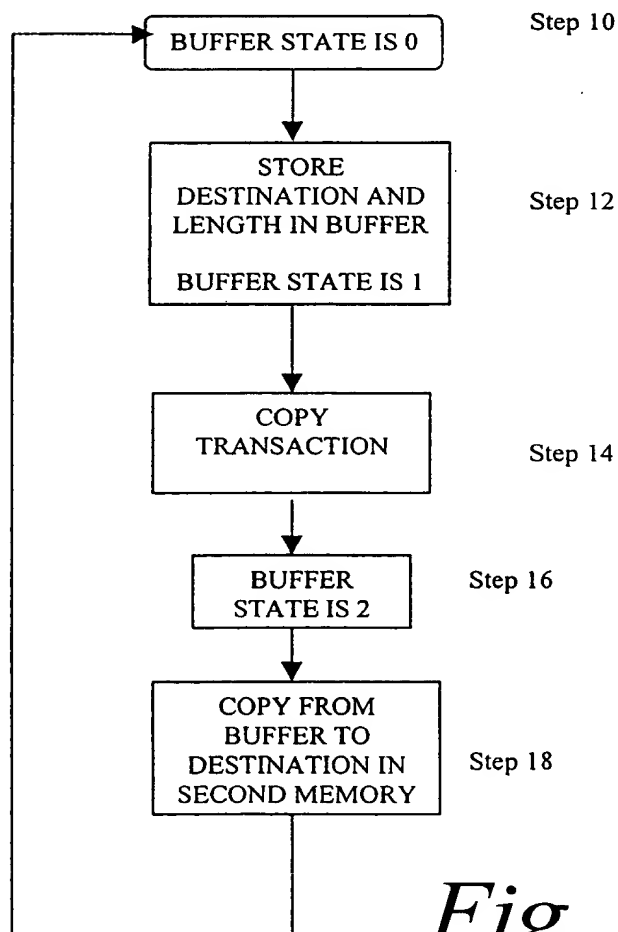 BUFFER STATE IS 0
Step 10
STORE
DESTINATION AND
LENGTH IN BUFFER
BUFFER STATE IS 1
Step 12
COPY
TRANSACTION
Step 14
BUFFER
STATE IS 2
Step 16
COPY FROM
BUFFER TO
DESTINATION IN
SECOND MEMORY
Step 18
Fig